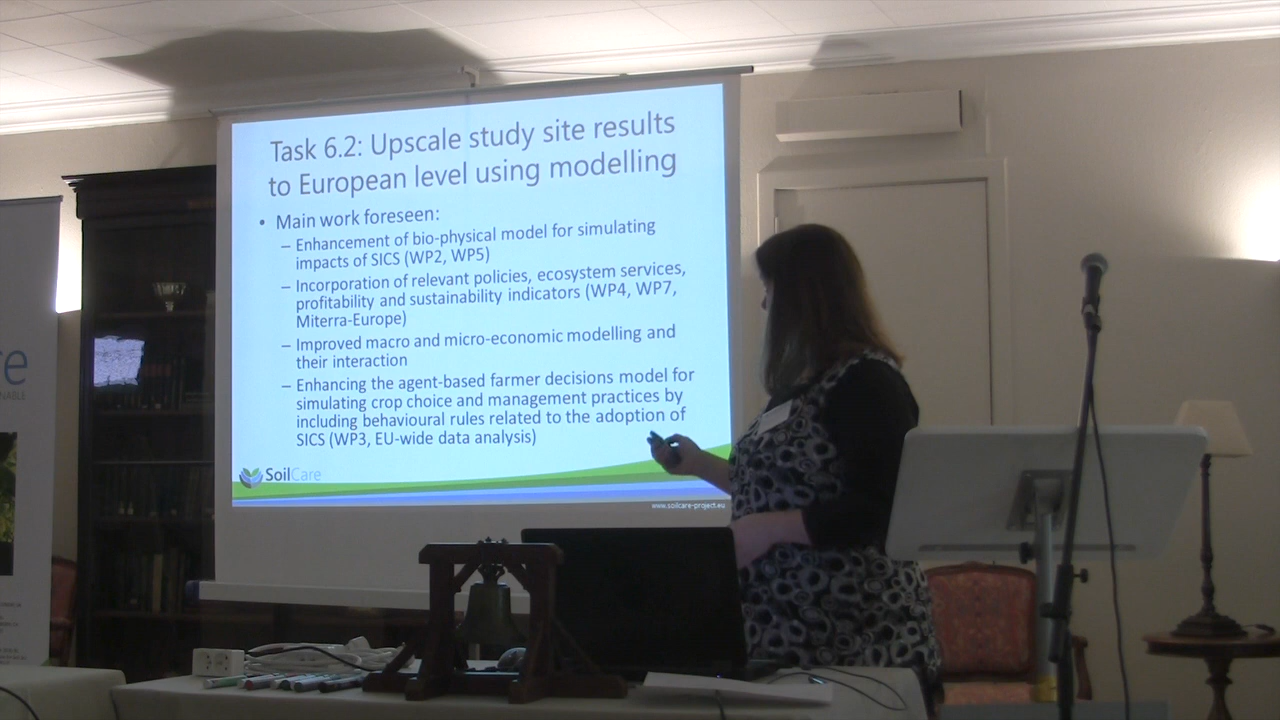 Task 6.2: Upscale study site results
to European level using modelling
• Main work foreseen:
– Enhancement of bio-physical model for simulating
impacts of SICS (WP2, WP5)
– Incorporation of relevant policies, ecosystem services,
profitability and sustainability indicators (WP4, WP7,
Miterra-Europe)
– Improved macro and micro-economic modelling and
their interaction
– Enhancing the agent-based farmer decisions model for
simulating crop choice and management practices by
including behavioural rules related to the adoption of
SICS (WP3, EU-wide data analysis)
SoilCare
www.soilcare-project.eu
re
NABLE